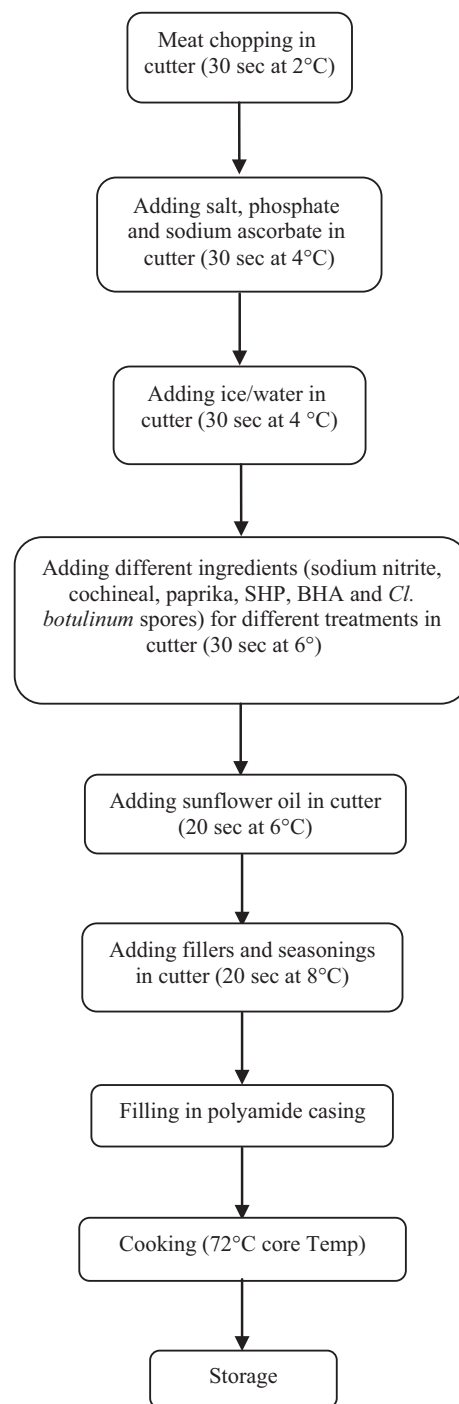 Meat chopping in
cutter (30 sec at 2°C)
Adding salt, phosphate
and sodium ascorbate in
cutter (30 sec at 4°C)
Adding ice/water in
cutter (30 sec at 4 °C)
Adding different ingredients (sodium nitrite,
cochineal, paprika, SHP, BHA and Cl.
botulinum spores) for different treatments in
cutter (30 sec at 6°)
Adding sunflower oil in cutter
(20 sec at 6°C)
Adding fillers and seasonings
in cutter (20 sec at 8°C)
Filling in polyamide casing
Cooking (72°C core Temp)
Storage